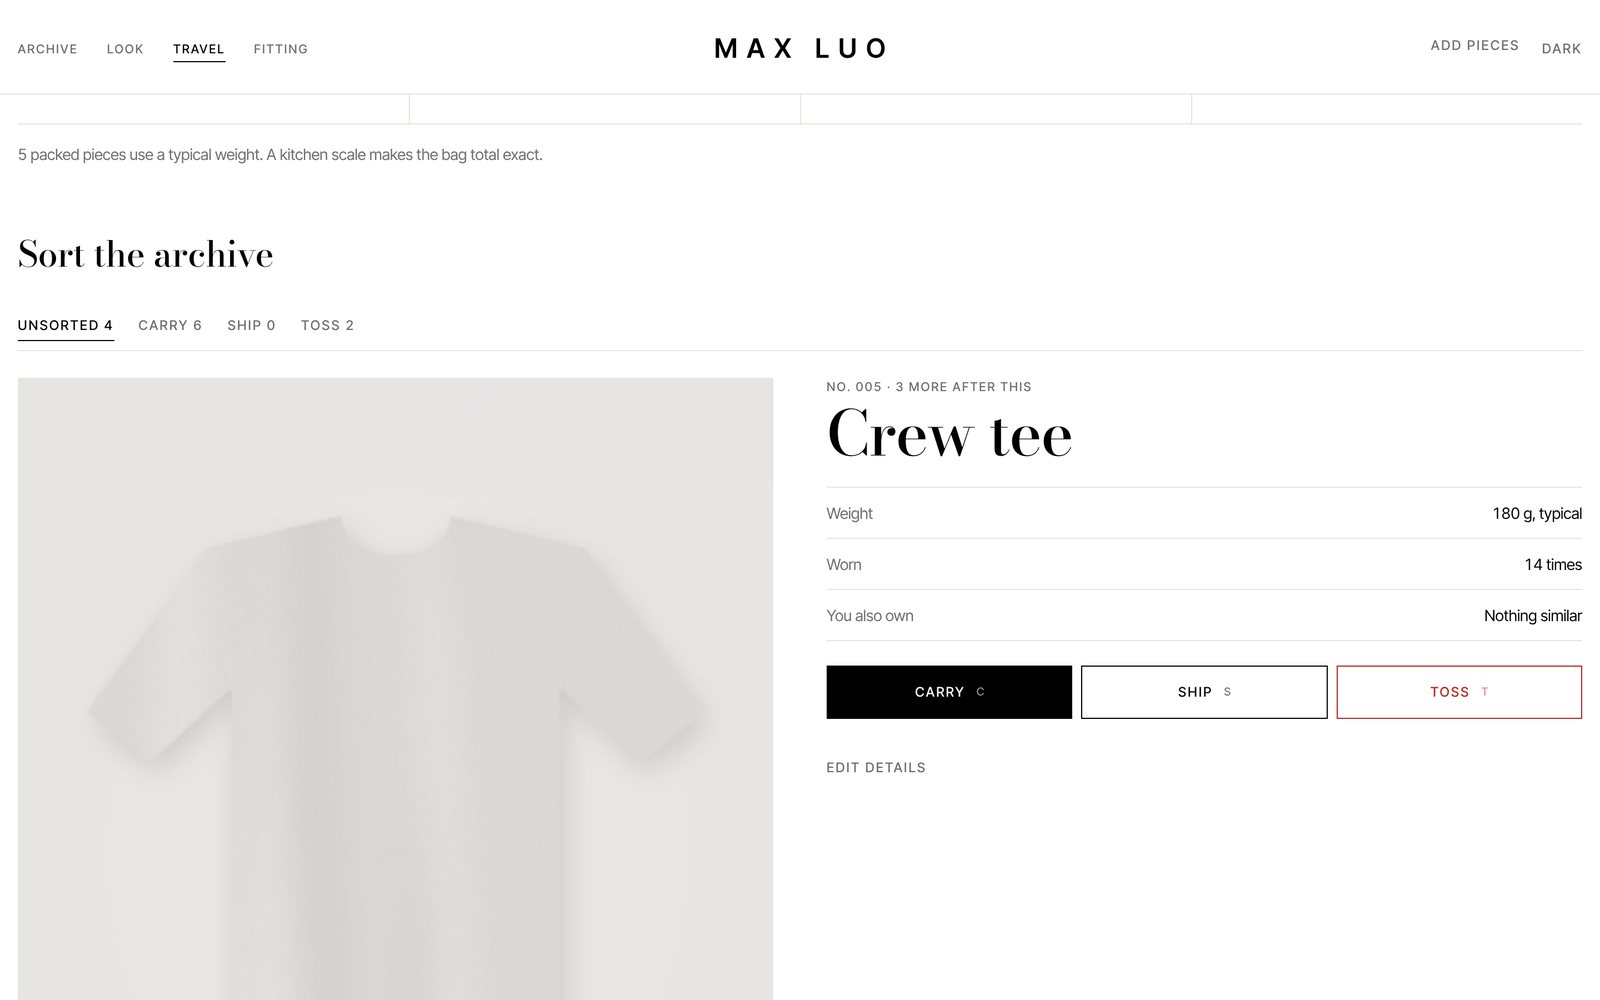 ARCHIVE LOOK TRAVEL FITTING
MAX LUO
ADD PIECES DARK
5 packed pieces use a typical weight. A kitchen scale makes the bag total exact.
Sort the archive
UNSORTED 4 CARRY 6 SHIP 0 TOSS 2
NO. 005 · 3 MORE AFTER THIS
Crew tee
Weight 180 g, typical
Worn 14 times
You also own Nothing similar
CARRY C SHIP S TOSS T
EDIT DETAILS